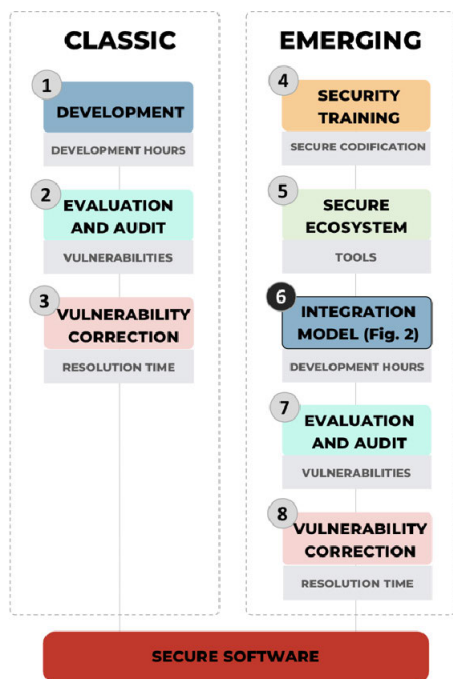 CLASSIC
1
DEVELOPMENT
DEVELOPMENT HOURS
2
EVALUATION
AND AUDIT
VULNERABILITIES
3
VULNERABILITY
CORRECTION
RESOLUTION TIME
EMERGING
4
SECURITY
TRAINING
SECURE CODIFICATION
5
SECURE
ECOSYSTEM
TOOLS
6
INTEGRATION
MODEL (Fig. 2)
DEVELOPMENT HOURS
7
EVALUATION
AND AUDIT
VULNERABILITIES
8
VULNERABILITY
CORRECTION
RESOLUTION TIME
SECURE SOFTWARE